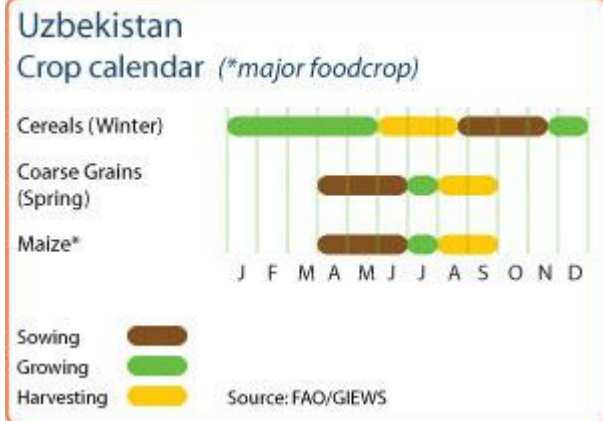 Uzbekistan
Crop calendar (*major foodcrop)
Cereals (Winter)
Coarse Grains
(Spring)
Maize*
J F M A M J J A S O N D
Sowing
Growing
Harvesting
Source: FAO/GIEWS